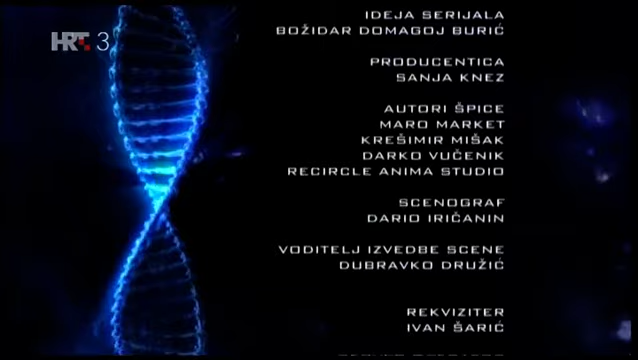 HRT 3
IDEJA SERIJALA
BOŽIDAR DOMAGOJ BURIĆ
PRODUCENTICA
SANJA KNEZ
AUTORI ŠPICE
MARO MARKET
KREŠIMIR MIŠAK
DARKO VUČENIK
RECIRCLE ANIMA STUDIO
SCENOGRAF
DARIO IRIČANIN
VODITELJ IZVEDBE SCENE
DUBRAVKO DRUŽIĆ
REKVIZITER
IVAN ŠARIĆ